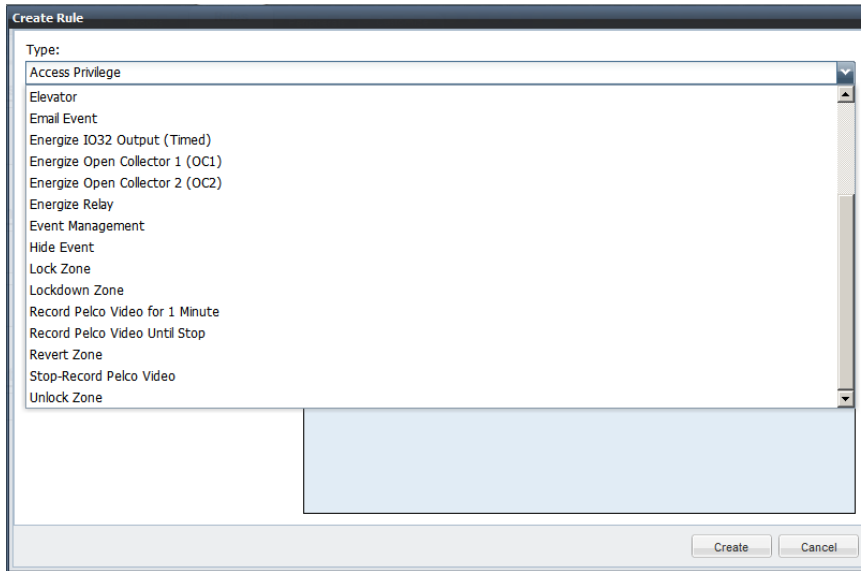 Create Rule
Type:
Access Privilege
Elevator
Email Event
Energize IO32 Output (Timed)
Energize Open Collector 1 (OC1)
Energize Open Collector 2 (OC2)
Energize Relay
Event Management
Hide Event
Lock Zone
Lockdown Zone
Record Pelco Video for 1 Minute
Record Pelco Video Until Stop
Revert Zone
Stop-Record Pelco Video
Unlock Zone
Create Cancel